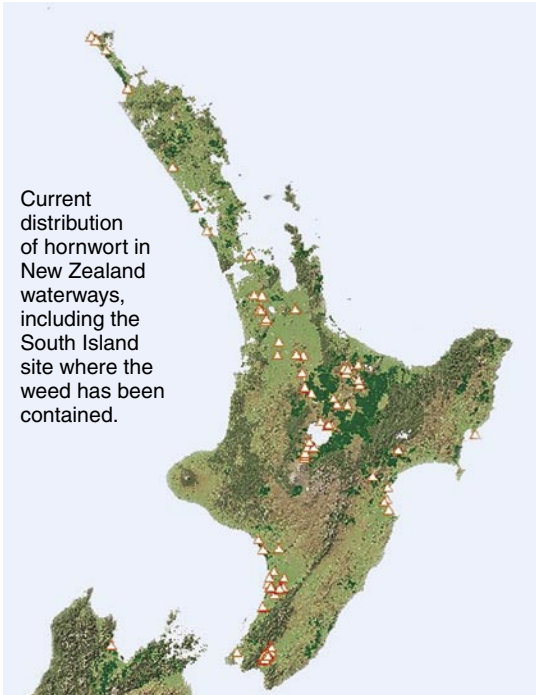 Current
distribution
of hornwort in
New Zealand
waterways,
including the
South Island
site where the
weed has been
contained.